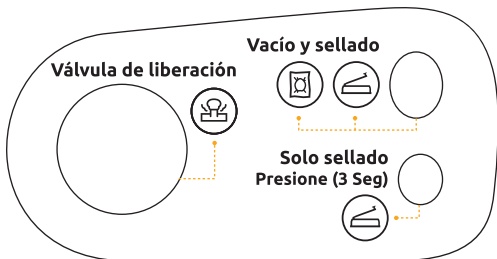 Vacío y sellado
Válvula de liberación
Solo sellado
Presione (3 Seg)